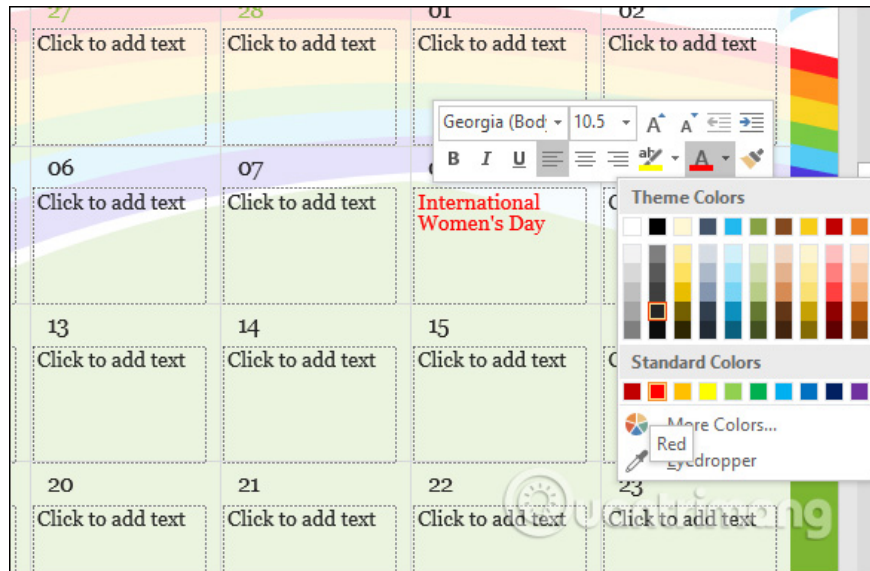 27 28 01 02
Click to add text Click to add text Click to add text Click to add text
Georgia (Body 10.5 A A
B I U ab A
06 07
Click to add text Click to add text International
Women's Day
Theme Colors
13 14 15
Click to add text Click to add text Click to add text
Standard Colors
More Colors...
Red
Eyedropper
20 21 22 23
Click to add text Click to add text Click to add text Click to add text
Quantrimang